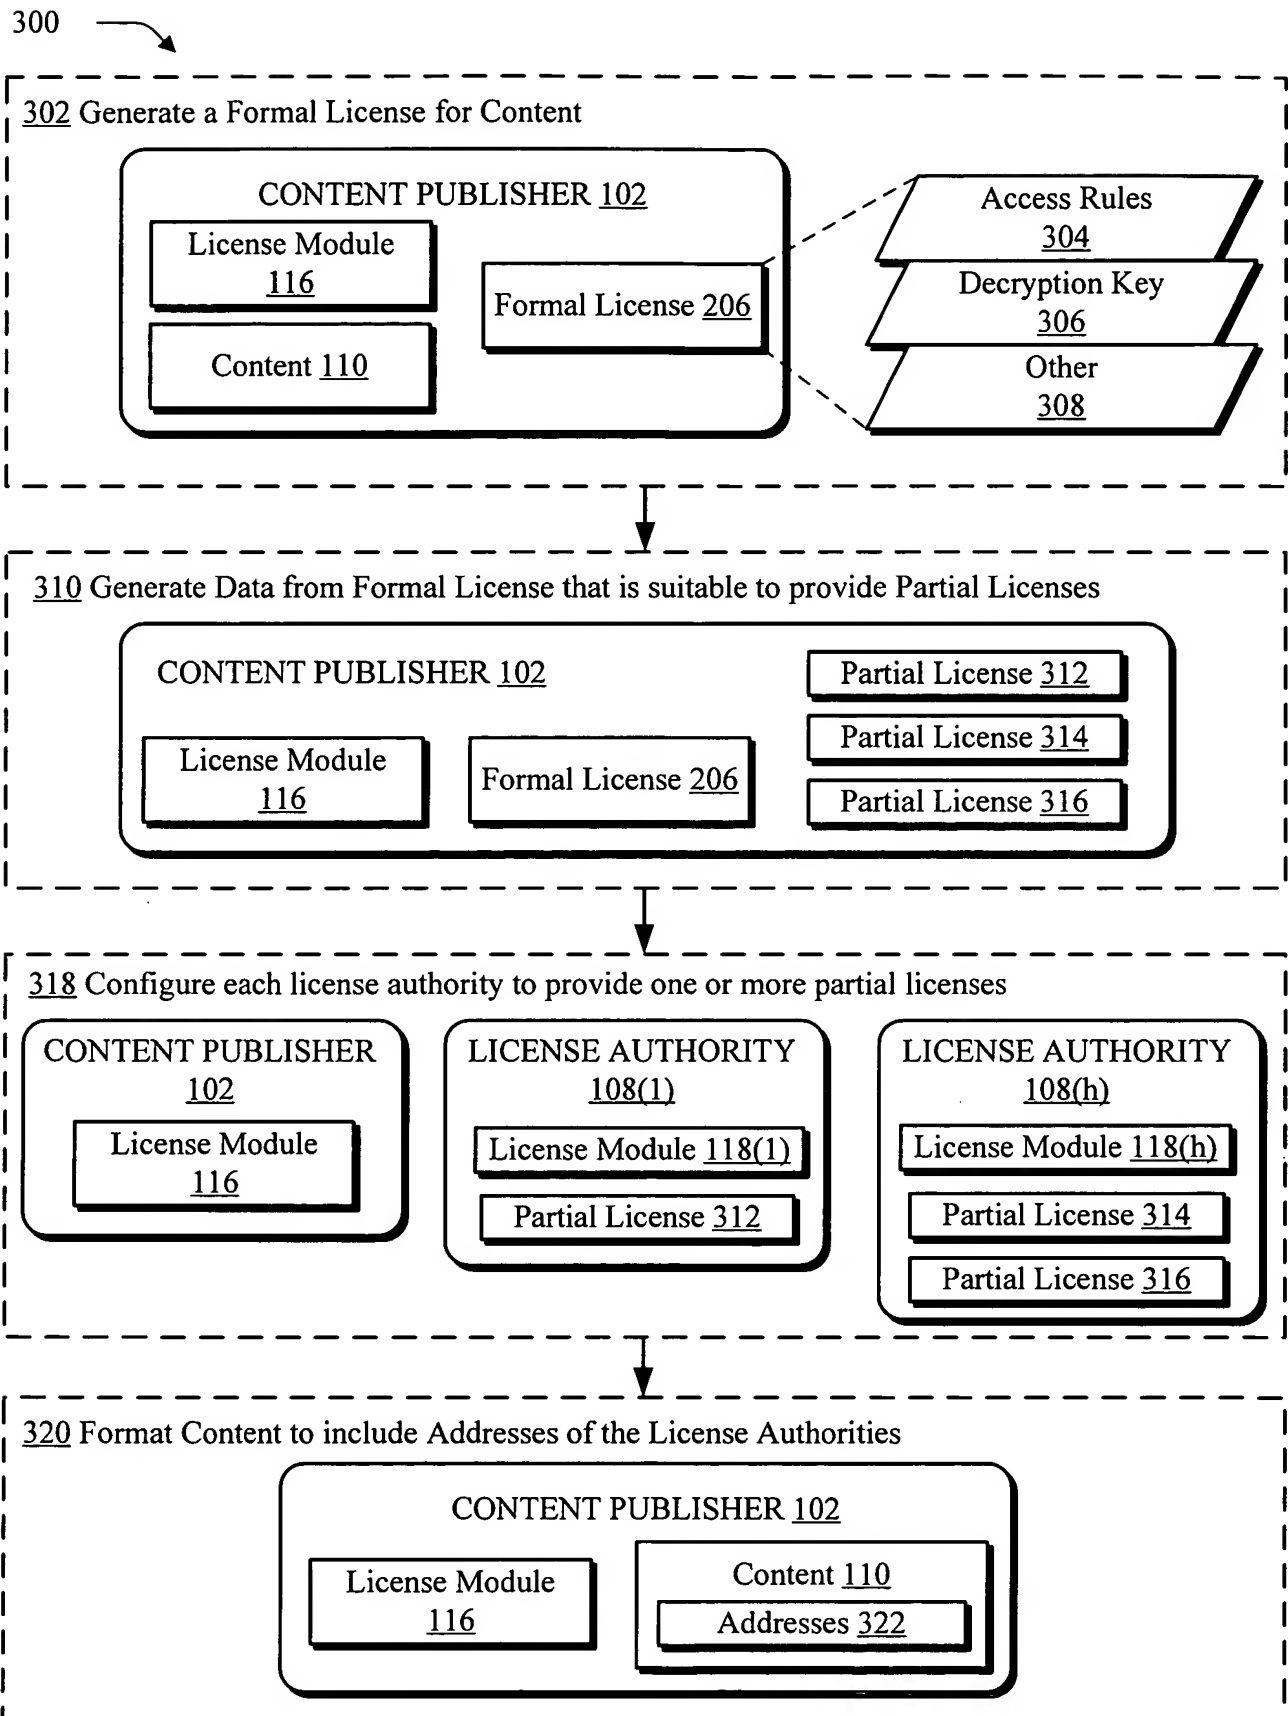 300
302 Generate a Formal License for Content
CONTENT PUBLISHER 102
License Module
116
Content 110
Formal License 206
Access Rules
304
Decryption Key
306
Other
308
310 Generate Data from Formal License that is suitable to provide Partial Licenses
CONTENT PUBLISHER 102
License Module
116
Formal License 206
Partial License 312
Partial License 314
Partial License 316
318 Configure each license authority to provide one or more partial licenses
CONTENT PUBLISHER
102
License Module
116
LICENSE AUTHORITY
108(1)
License Module 118(1)
Partial License 312
LICENSE AUTHORITY
108(h)
License Module 118(h)
Partial License 314
Partial License 316
320 Format Content to include Addresses of the License Authorities
CONTENT PUBLISHER 102
License Module
116
Content 110
Addresses 322